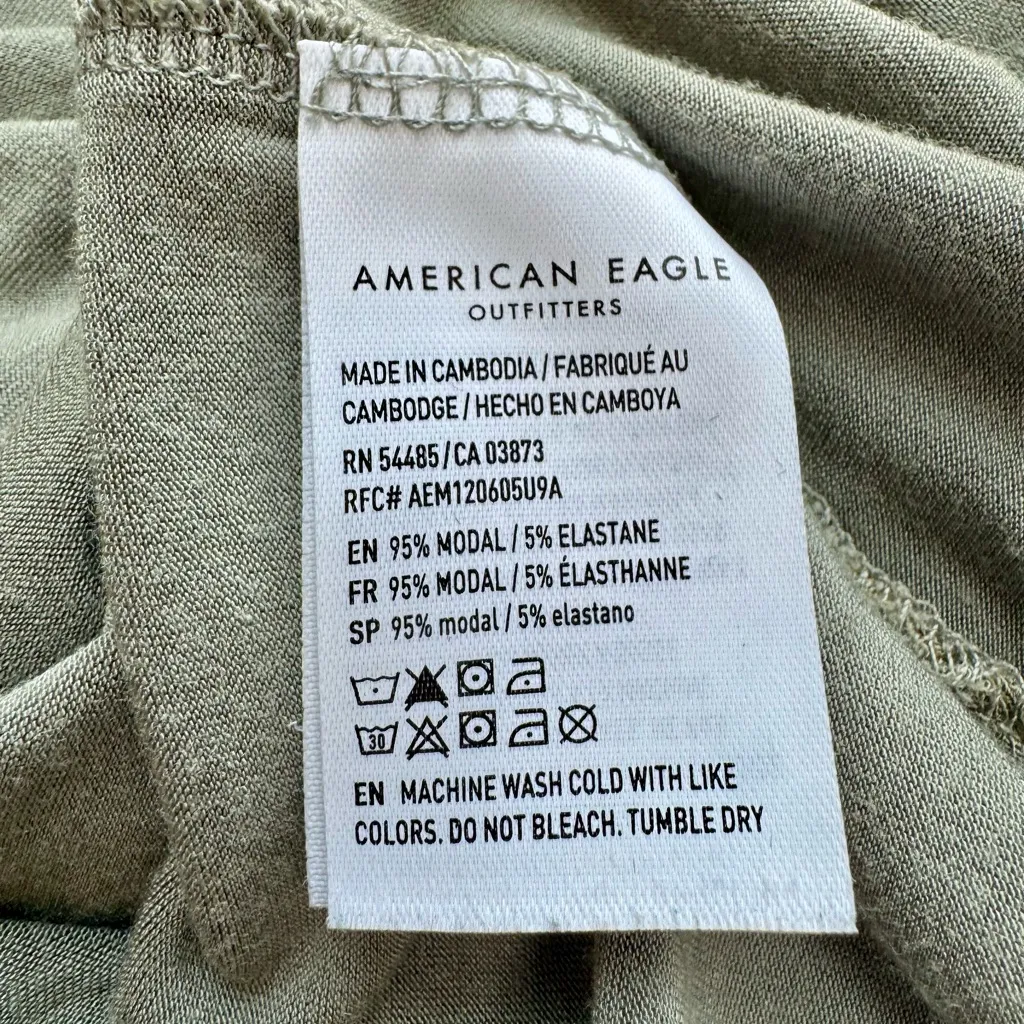 AMERICAN EAGLE
OUTFITTERS
MADE IN CAMBODIA / FABRIQUÉ AU
CAMBODGE / HECHO EN CAMBOYA
RN 54485 / CA 03873
RFC# AEM120605U9A
EN 95% MODAL / 5% ELASTANE
FR 95% MODAL / 5% ÉLASTHANNE
SP 95% modal / 5% elastano
30
EN MACHINE WASH COLD WITH LIKE
COLORS. DO NOT BLEACH. TUMBLE DRY